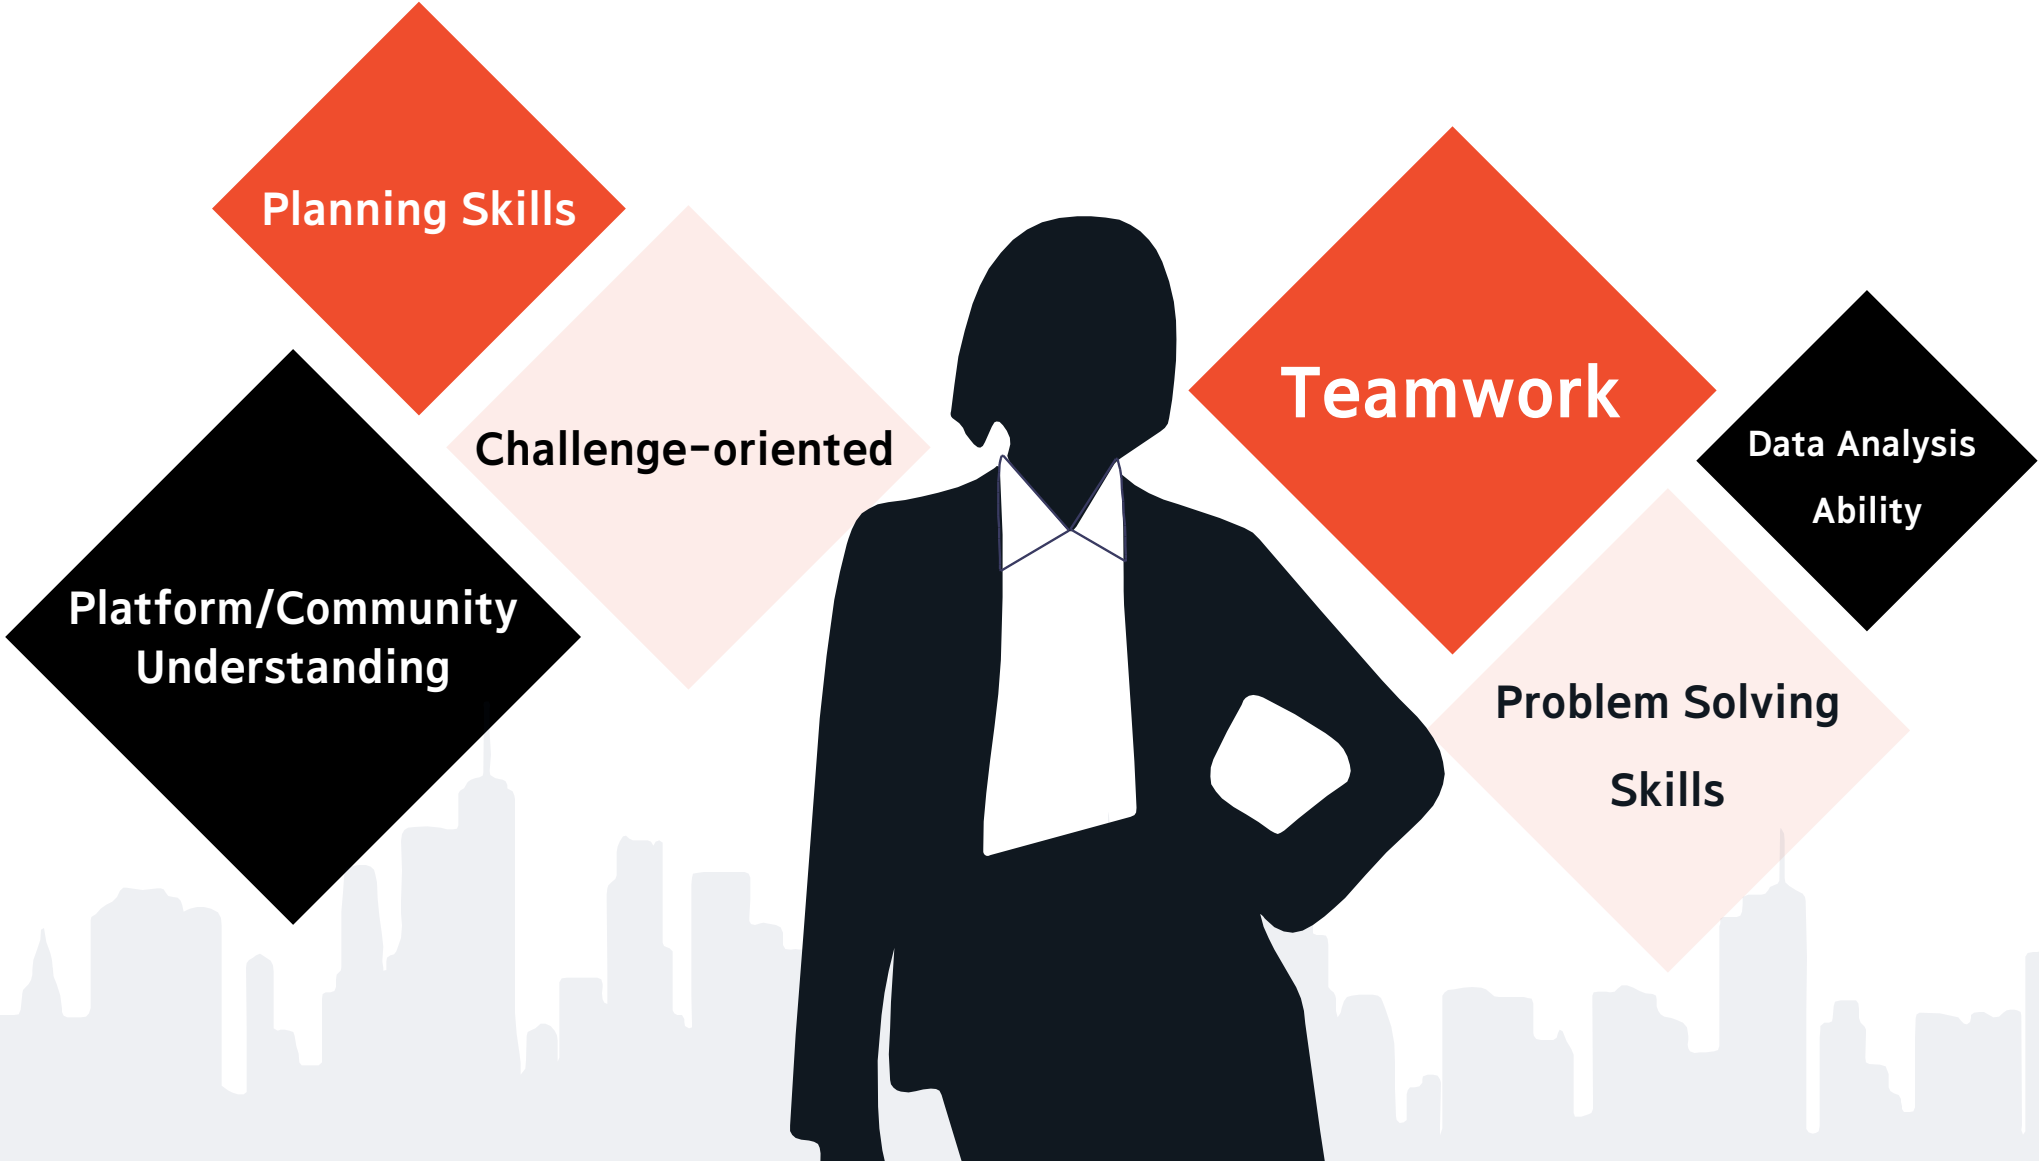 Planning Skills
Challenge-oriented
Platform/Community
Understanding
Teamwork
Data Analysis
Ability
Problem Solving
Skills